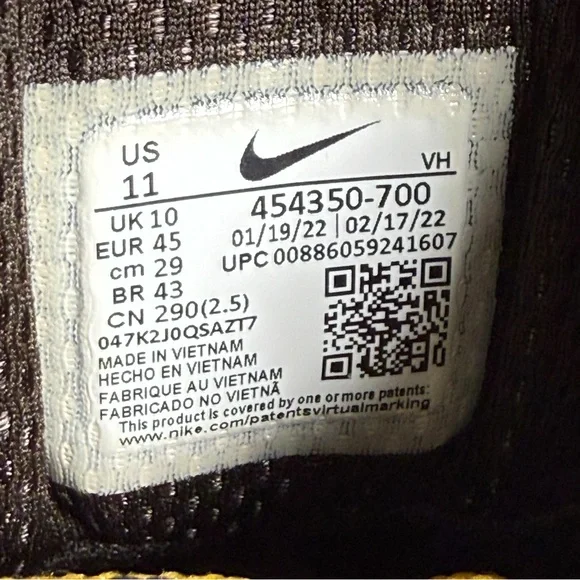 US
11
VH
UK 10
454350-700
EUR 45
01/19/22 | 02/17/22
cm 29
UPC 00886059241607
BR 43
CN 290(2.5)
047K2J0QSAZT7
MADE IN VIETNAM
HECHO EN VIETNAM
FABRIQUE AU VIETNAM
FABRICADO NO VIETNÃ
This product is covered by one or more patents:
www.nike.com/patentsvirtualmarking